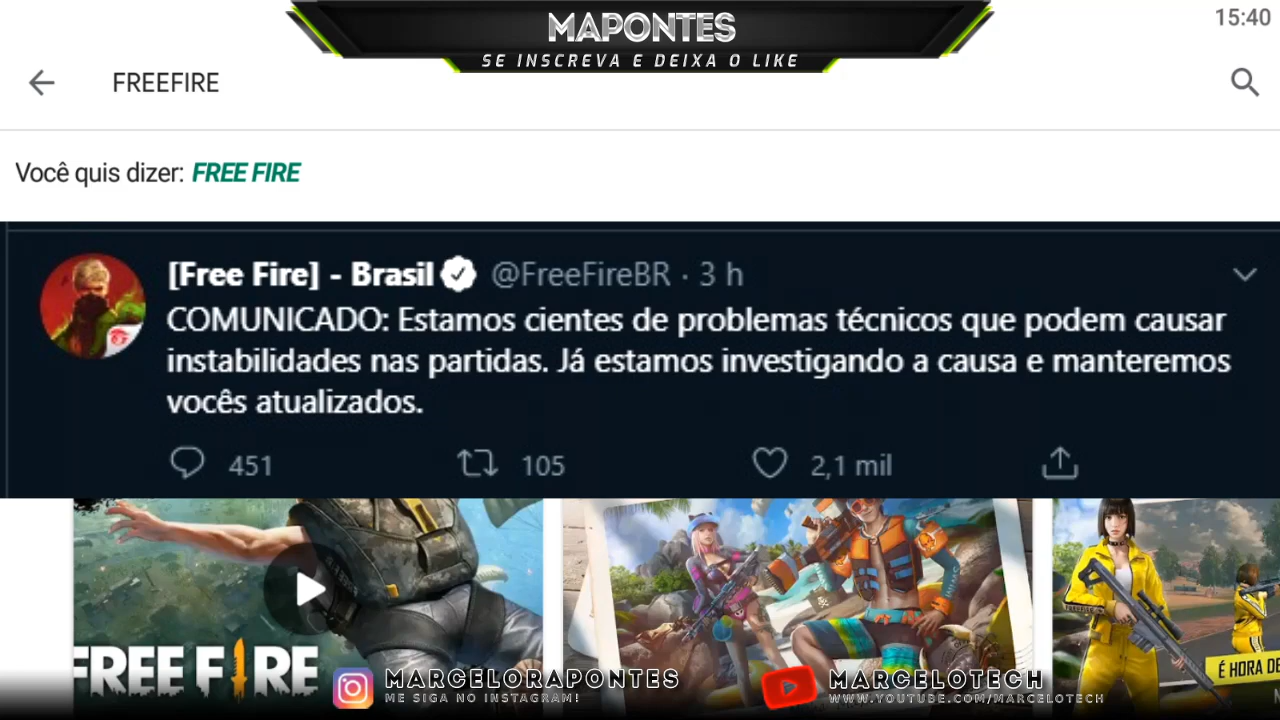 MAPONTES
SE INSCREVA E DEIXA O LIKE
15:40
FREEFIRE
Você quis dizer: FREE FIRE
[Free Fire] - Brasil @FreeFireBR · 3 h
COMUNICADO: Estamos cientes de problemas técnicos que podem causar
instabilidades nas partidas. Já estamos investigando a causa e manteremos
vocês atualizados.
451 105 2,1 mil
FREE FIRE
É HORA DE
MARCELORAPONTES
ME SIGA NO INSTAGRAM!
MARCELOTECH
WWW.YOUTUBE.COM/MARCELOTECH